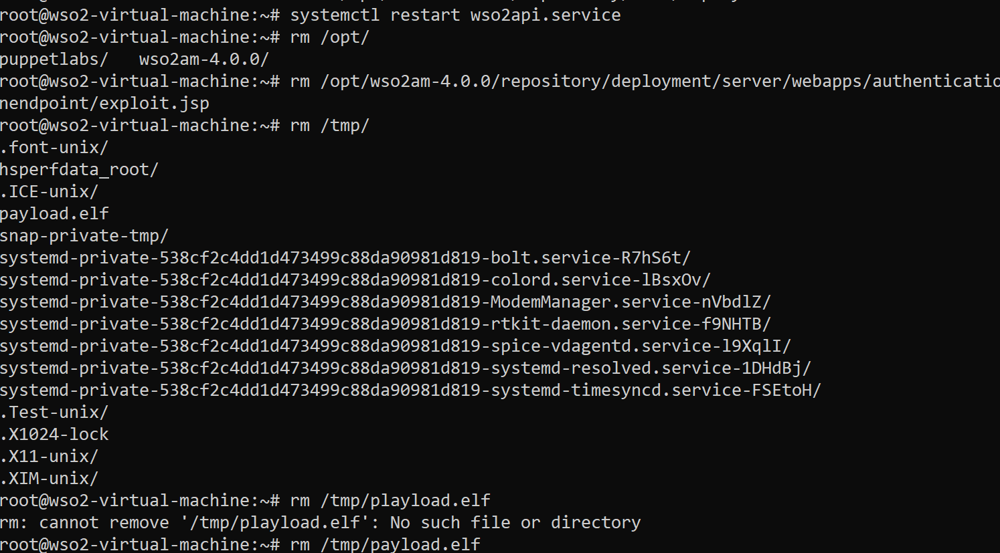 root@wso2-virtual-machine:~# systemctl restart wso2api.service
root@wso2-virtual-machine:~# rm /opt/
puppetlabs/   wso2am-4.0.0/
root@wso2-virtual-machine:~# rm /opt/wso2am-4.0.0/repository/deployment/server/webapps/authenticatio
nendpoint/exploit.jsp
root@wso2-virtual-machine:~# rm /tmp/
.font-unix/
hsperfdata_root/
.ICE-unix/
payload.elf
snap-private-tmp/
systemd-private-538cf2c4dd1d473499c88da90981d819-bolt.service-R7hS6t/
systemd-private-538cf2c4dd1d473499c88da90981d819-colord.service-lBsxOv/
systemd-private-538cf2c4dd1d473499c88da90981d819-ModemManager.service-nVbdlZ/
systemd-private-538cf2c4dd1d473499c88da90981d819-rtkit-daemon.service-f9NHTB/
systemd-private-538cf2c4dd1d473499c88da90981d819-spice-vdagentd.service-l9XqlI/
systemd-private-538cf2c4dd1d473499c88da90981d819-systemd-resolved.service-1DHdBj/
systemd-private-538cf2c4dd1d473499c88da90981d819-systemd-timesyncd.service-FSEtoH/
.Test-unix/
.X1024-lock
.X11-unix/
.XIM-unix/
root@wso2-virtual-machine:~# rm /tmp/playload.elf
rm: cannot remove '/tmp/playload.elf': No such file or directory
root@wso2-virtual-machine:~# rm /tmp/payload.elf